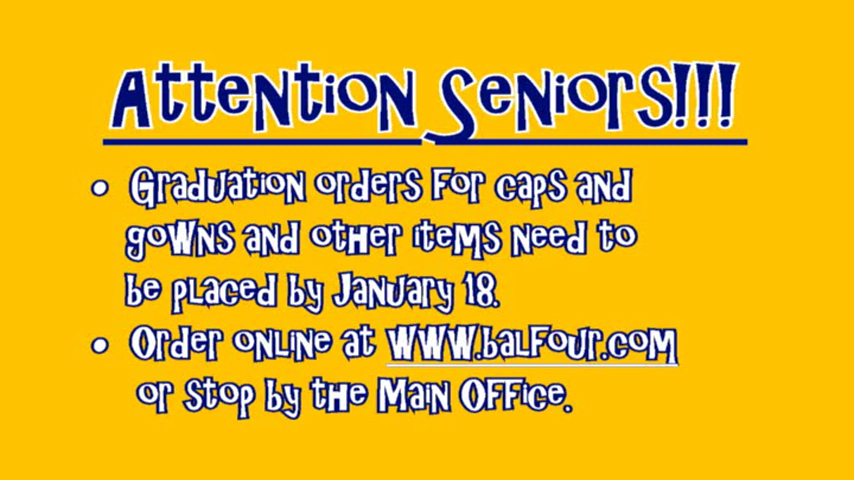 Attention Seniors!!!
• Graduation orders for caps and
gowns and other items need to
be placed by January 18.
• Order online at www.balfour.com
or stop by the Main Office.